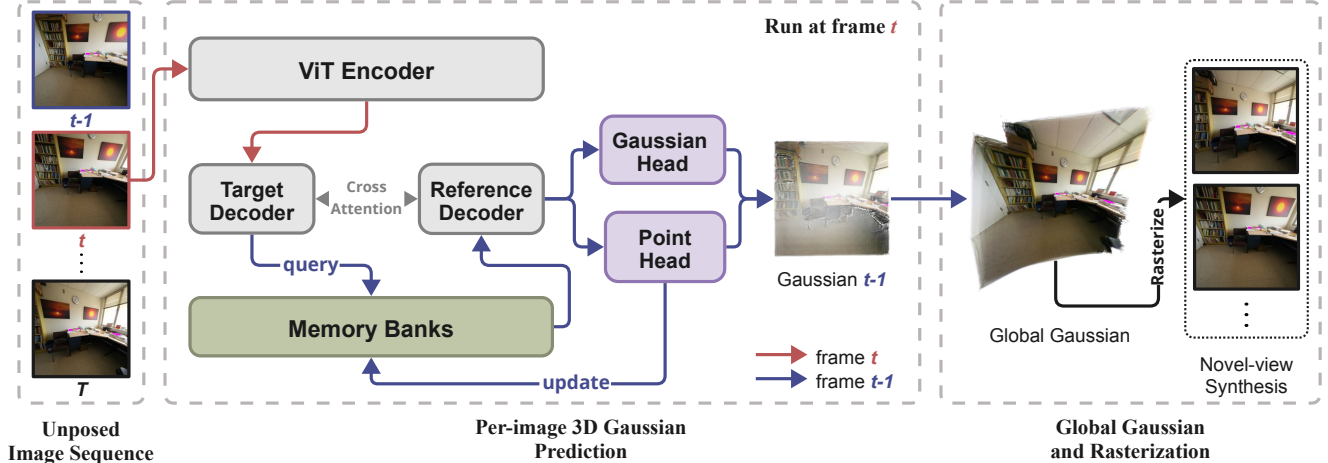 t-1
t
T
Unposed
Image Sequence
Run at frame t
ViT Encoder
Target
Decoder
Cross
Attention
Reference
Decoder
Gaussian
Head
Point
Head
query
Memory Banks
update
Gaussian t-1
frame t
frame t-1
Per-image 3D Gaussian
Prediction
Global Gaussian
Rasterize
Novel-view
Synthesis
Global Gaussian
and Rasterization